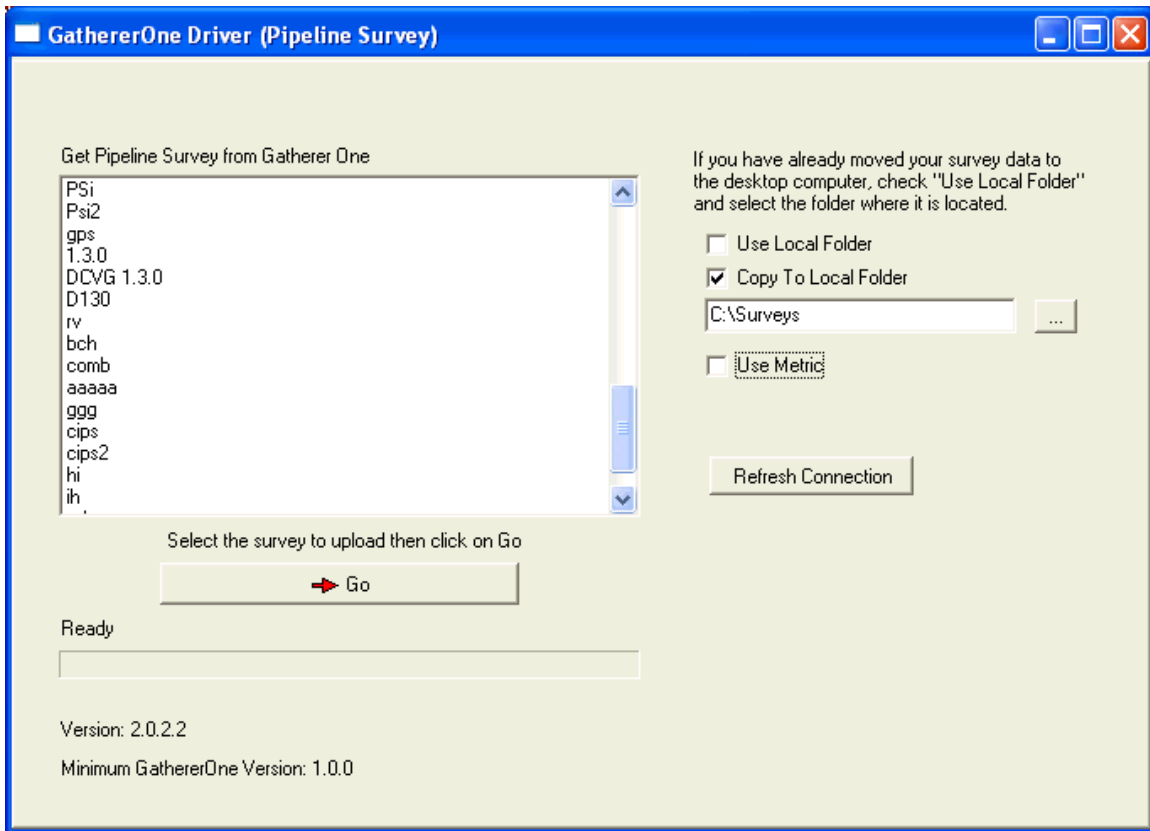 GathererOne Driver (Pipeline Survey)
Get Pipeline Survey from Gatherer One
PSi
Psi2
gps
1.3.0
DCVG 1.3.0
D130
rv
bch
comb
aaaaa
ggg
cips
cips2
hi
ih
Select the survey to upload then click on Go
Go
Ready
Version: 2.0.2.2
Minimum GathererOne Version: 1.0.0
If you have already moved your survey data to
the desktop computer, check "Use Local Folder"
and select the folder where it is located.
Use Local Folder
Copy To Local Folder
C:\Surveys
...
Use Metric
Refresh Connection